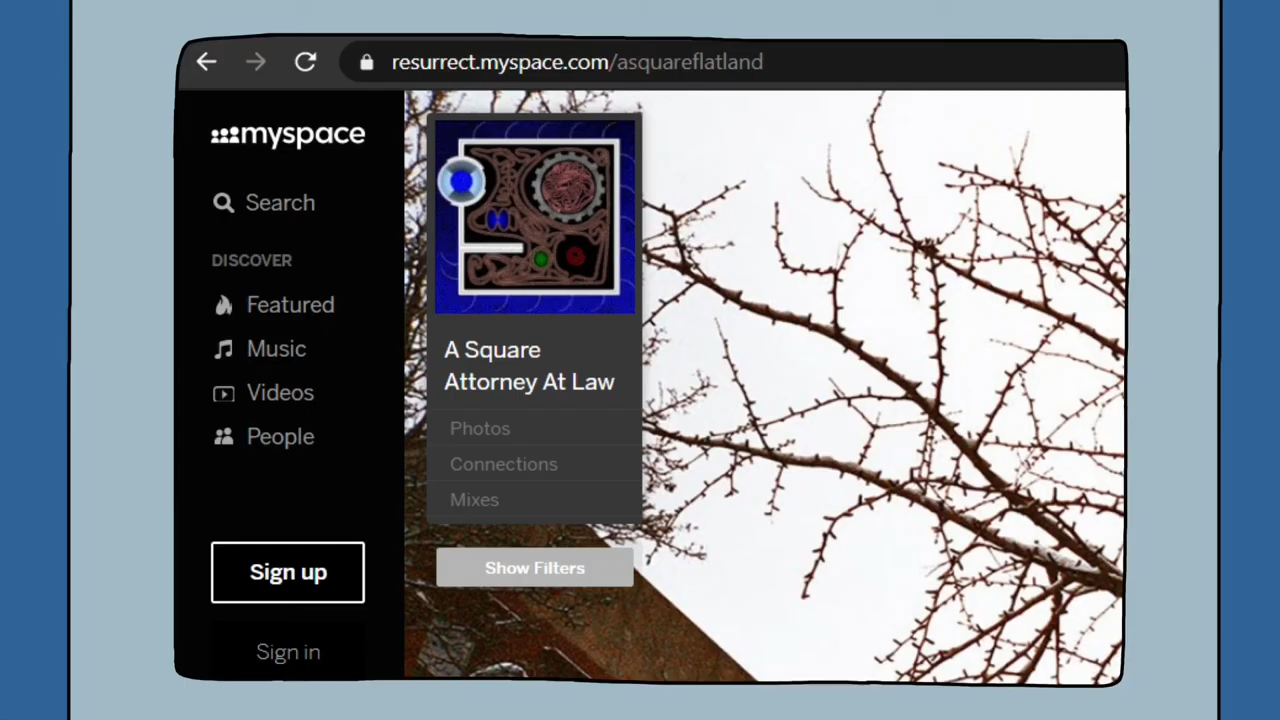 resurrect.myspace.com/asquareflatland
myspace
Search
DISCOVER
Featured
Music
Videos
People
Sign up
Sign in
A Square
Attorney At Law
Photos
Connections
Mixes
Show Filters